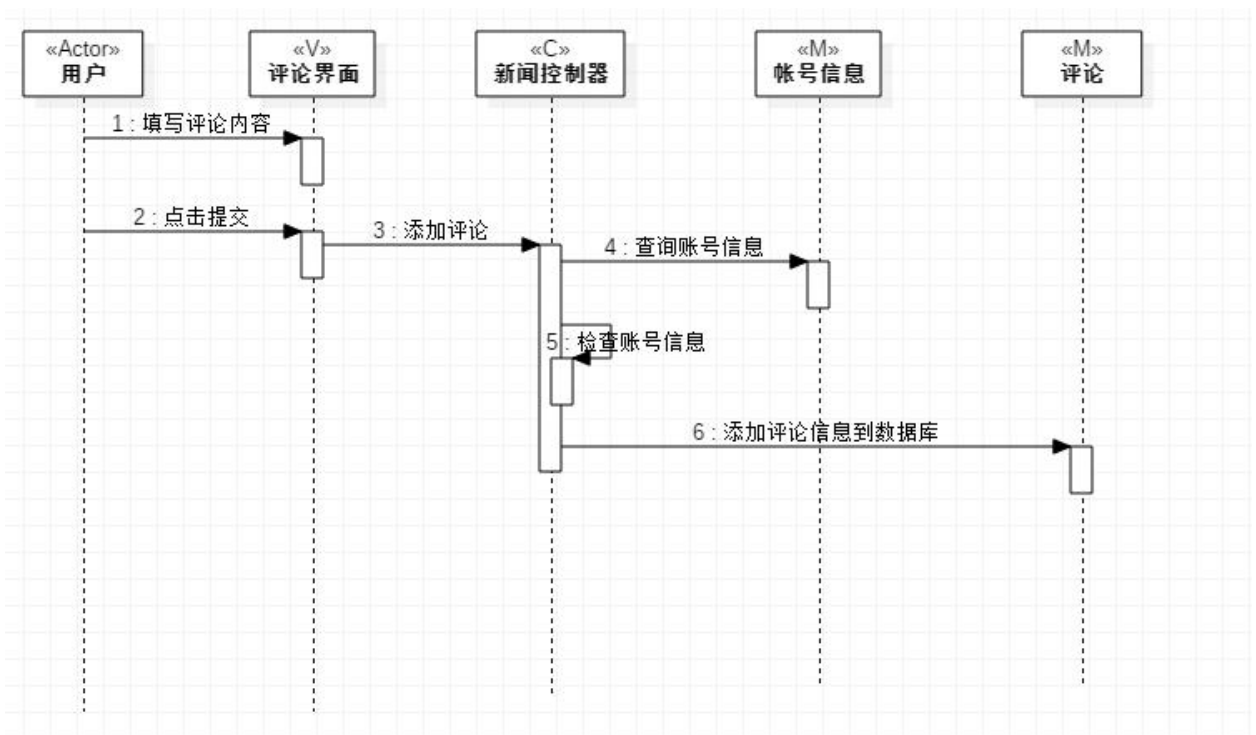 «Actor»
用户
«V»
评论界面
«C»
新闻控制器
«M»
帐号信息
«M»
评论
1 : 填写评论内容
2 : 点击提交
3 : 添加评论
4 : 查询账号信息
5 : 检查账号信息
6 : 添加评论信息到数据库